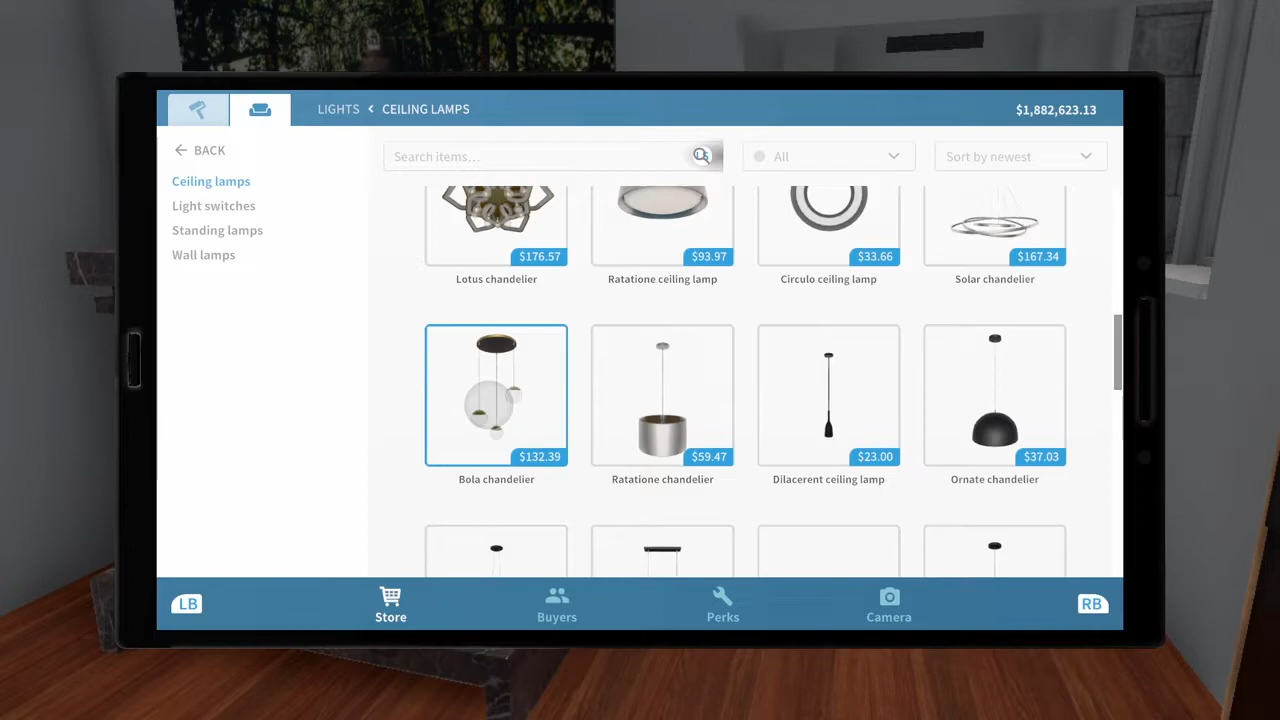 LIGHTS < CEILING LAMPS
$1,882,623.13
BACK
Search items...
All
Sort by newest
Ceiling lamps
Light switches
Standing lamps
Wall lamps
$176.57
$93.97
$33.66
$167.34
Lotus chandelier
Ratatione ceiling lamp
Circulo ceiling lamp
Solar chandelier
$132.39
$59.47
$23.00
$37.03
Bola chandelier
Ratatione chandelier
Dilacerent ceiling lamp
Ornate chandelier
LB
Store
Buyers
Perks
Camera
RB